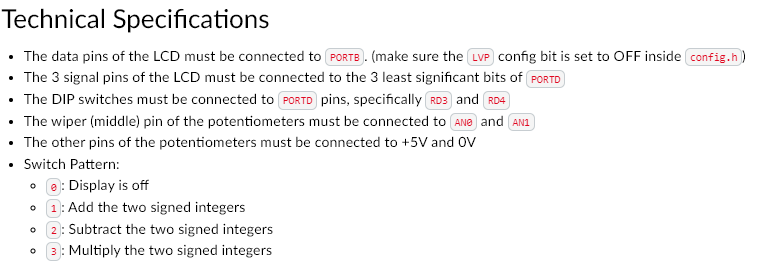 Technical Specifications
• The data pins of the LCD must be connected to PORTB. (make sure the LVP config bit is set to OFF inside config.h)
• The 3 signal pins of the LCD must be connected to the 3 least significant bits of PORTD
• The DIP switches must be connected to PORTD pins, specifically RD3 and RD4
• The wiper (middle) pin of the potentiometers must be connected to AN0 and AN1
• The other pins of the potentiometers must be connected to +5V and 0V
• Switch Pattern:
○ 0: Display is off
○ 1: Add the two signed integers
○ 2: Subtract the two signed integers
○ 3: Multiply the two signed integers